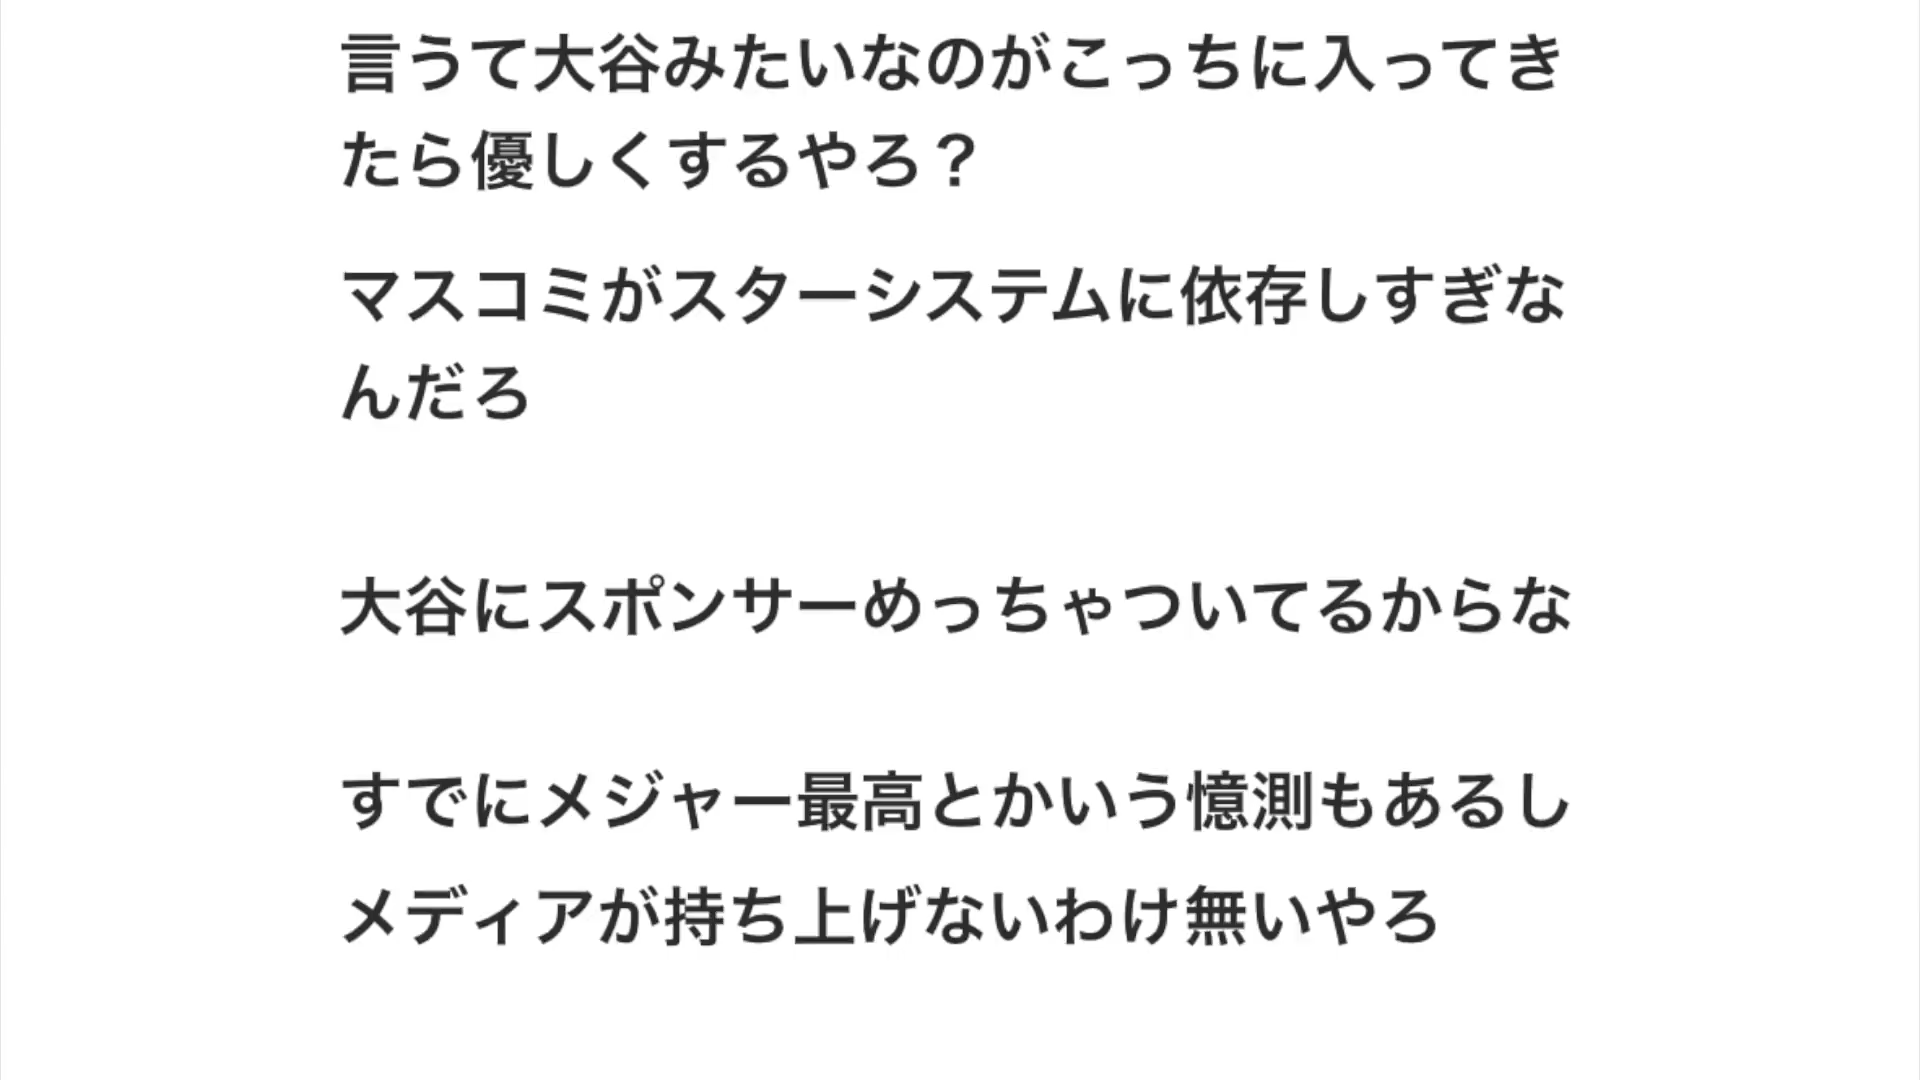 言うて大谷みたいなのがこっちに入ってき
たら優しくするやろ？
マスコミがスターシステムに依存しすぎな
んだろ
大谷にスポンサーめっちゃついてるからな
すでにメジャー最高とかいう憶測もあるし
メディアが持ち上げないわけ無いやろ